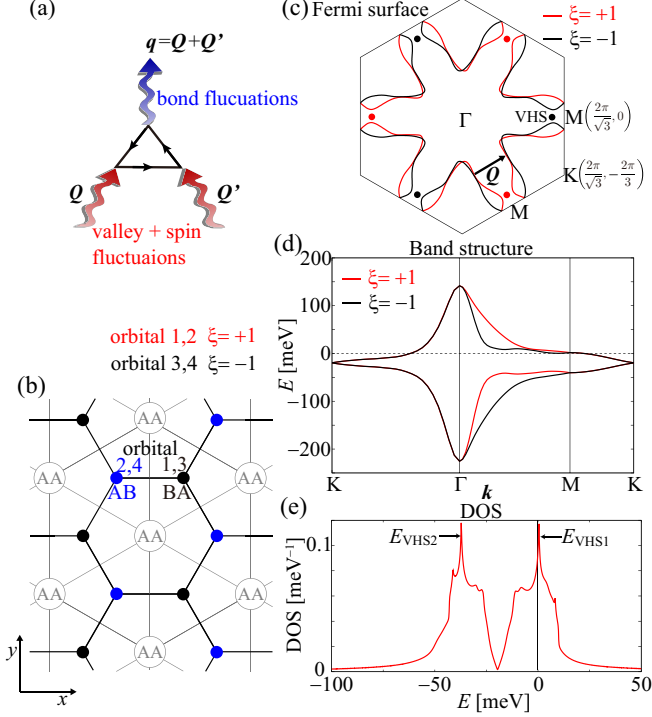 (a)
q=Q+Q'
bond flucuations
Q
Q'
valley + spin
fluctuaions
orbital 1,2 ξ= +1
orbital 3,4 ξ= −1
(b)
AA
AA
orbital
2,4
1,3
AA
AB
BA
AA
AA
AA
AA
AA
AA
y
x
(c)
Fermi surface
ξ= +1
ξ= −1
Γ
VHS
M(2π/√3, 0)
Q
K(2π/√3, −2π/3)
M
(d)
Band structure
200
ξ= +1
ξ= −1
100
0
−100
−200
E [meV]
K
Γ
k
M
K
(e)
DOS
0.1
EVHS2
EVHS1
DOS [meV−1]
0
−100
−50
0
50
E [meV]